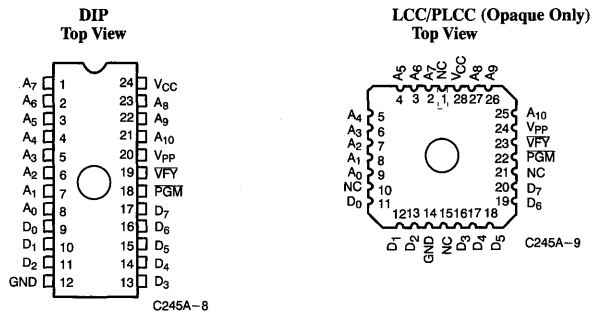 DIP
Top View
A7 1 24 VCC
A6 2 23 A8
A5 3 22 A9
A4 4 21 A10
A3 5 20 VPP
A2 6 19 VFY
A1 7 18 PGM
A0 8 17 D7
D0 9 16 D6
D1 10 15 D5
D2 11 14 D4
GND 12 13 D3
C245A–8
LCC/PLCC (Opaque Only)
Top View
A5 A6 A7 NC VCC A8 A9
4 3 2 1 28 27 26
A4 5 25 A10
A3 6 24 VPP
A2 7 23 VFY
A1 8 22 PGM
A0 9 21 NC
NC 10 20 D7
D0 11 19 D6
12 13 14 15 16 17 18
D1 D2 GND NC D3 D4 D5
C245A–9